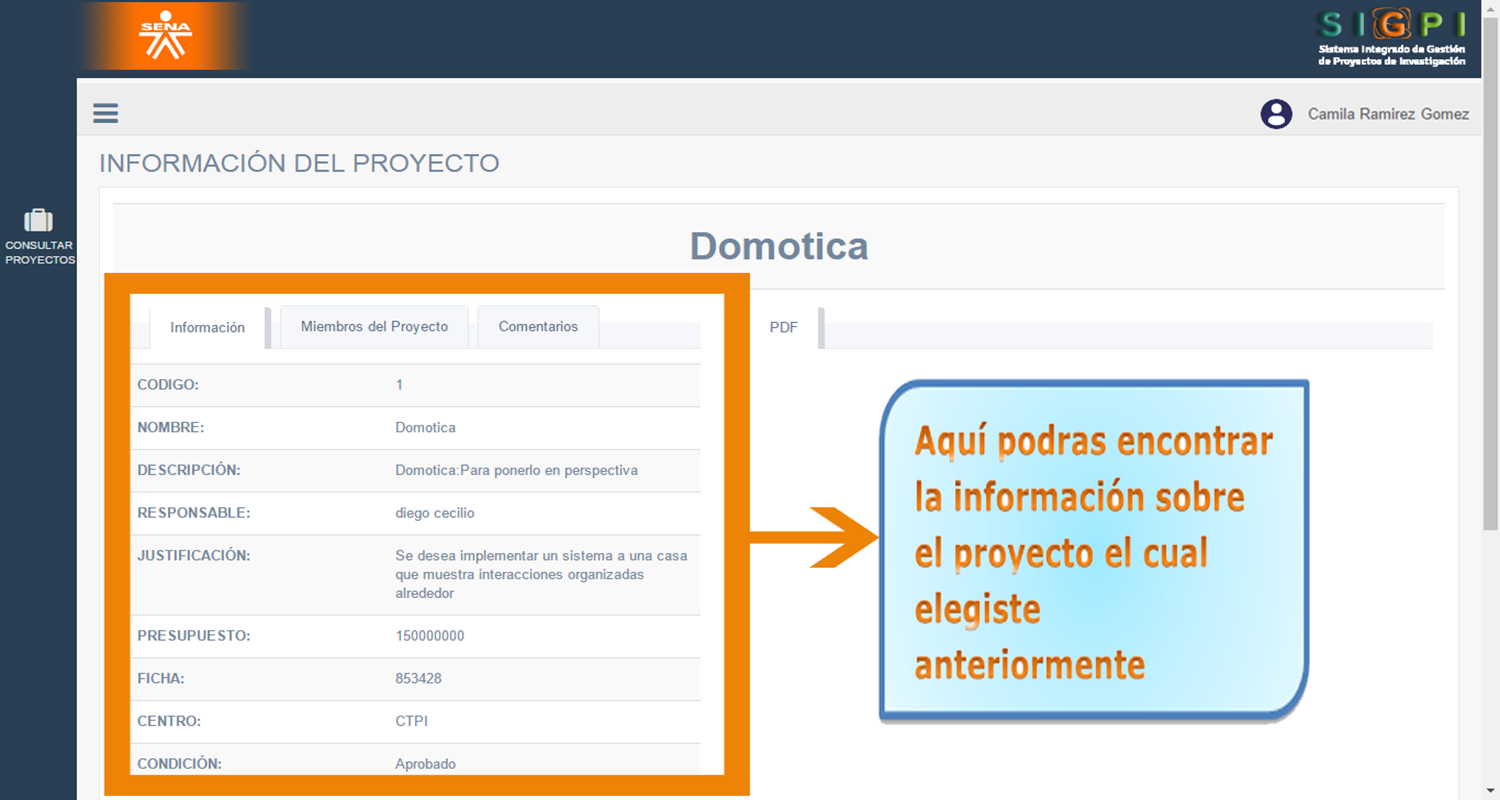 SENA
SIGPI
Sistema Integrado de Gestión
de Proyectos de Investigación
Camila Ramirez Gomez
CONSULTAR
PROYECTOS
INFORMACIÓN DEL PROYECTO
Domotica
Información Miembros del Proyecto Comentarios
CODIGO: 1
NOMBRE: Domotica
DESCRIPCIÓN: Domotica:Para ponerlo en perspectiva
RESPONSABLE: diego cecilio
JUSTIFICACIÓN: Se desea implementar un sistema a una casa
que muestra interacciones organizadas
alrededor
PRESUPUESTO: 150000000
FICHA: 853428
CENTRO: CTPI
CONDICIÓN: Aprobado
PDF
Aquí podras encontrar
la información sobre
el proyecto el cual
elegiste
anteriormente